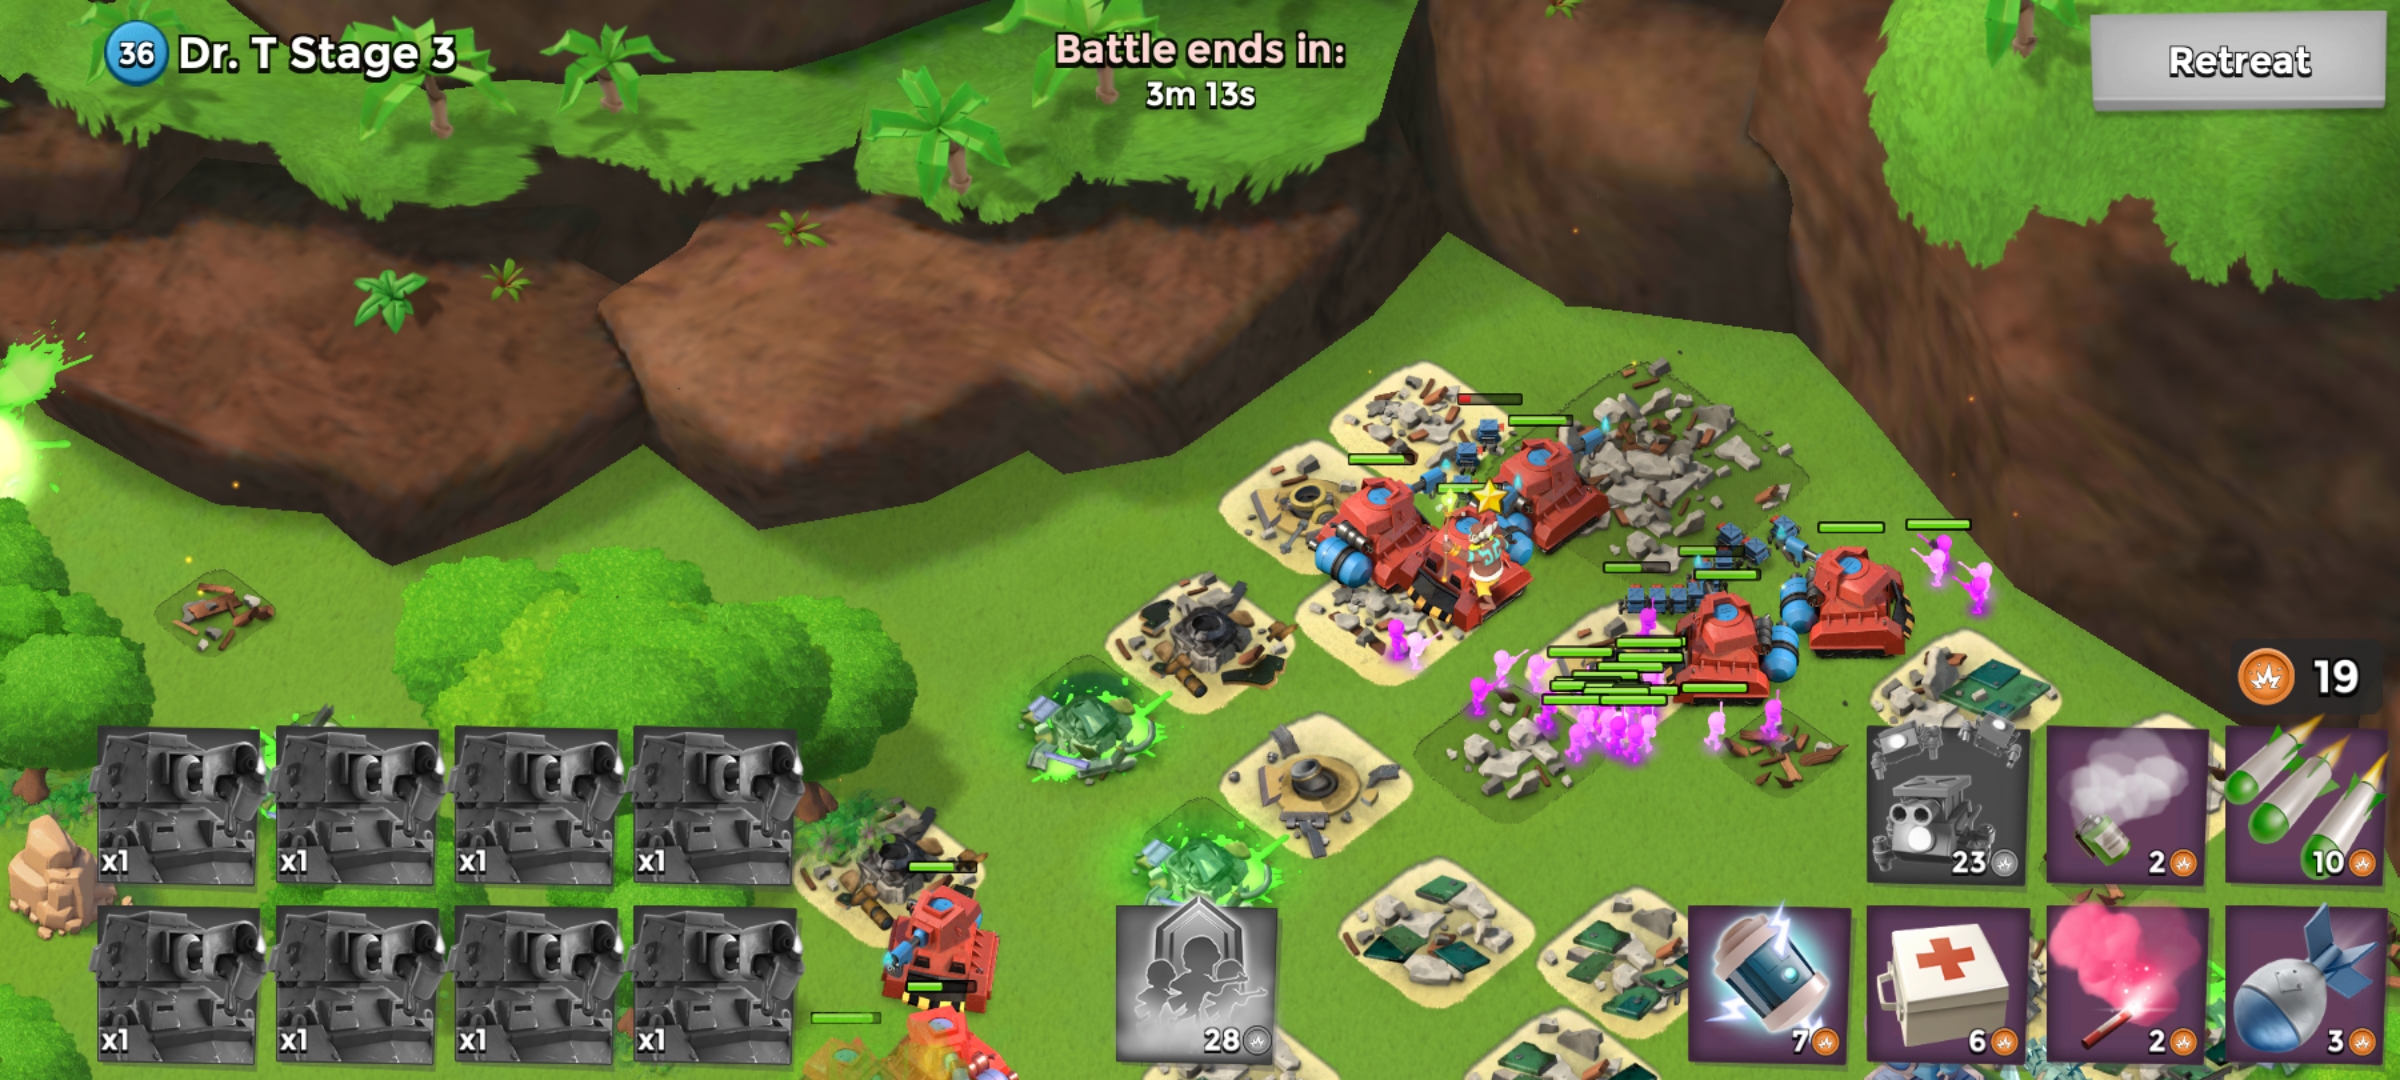 36 Dr. T Stage 3
Battle ends in:
3m 13s
Retreat
19
x1 x1 x1 x1
23 2 10
x1 x1 x1 x1
28 7 6 2 3